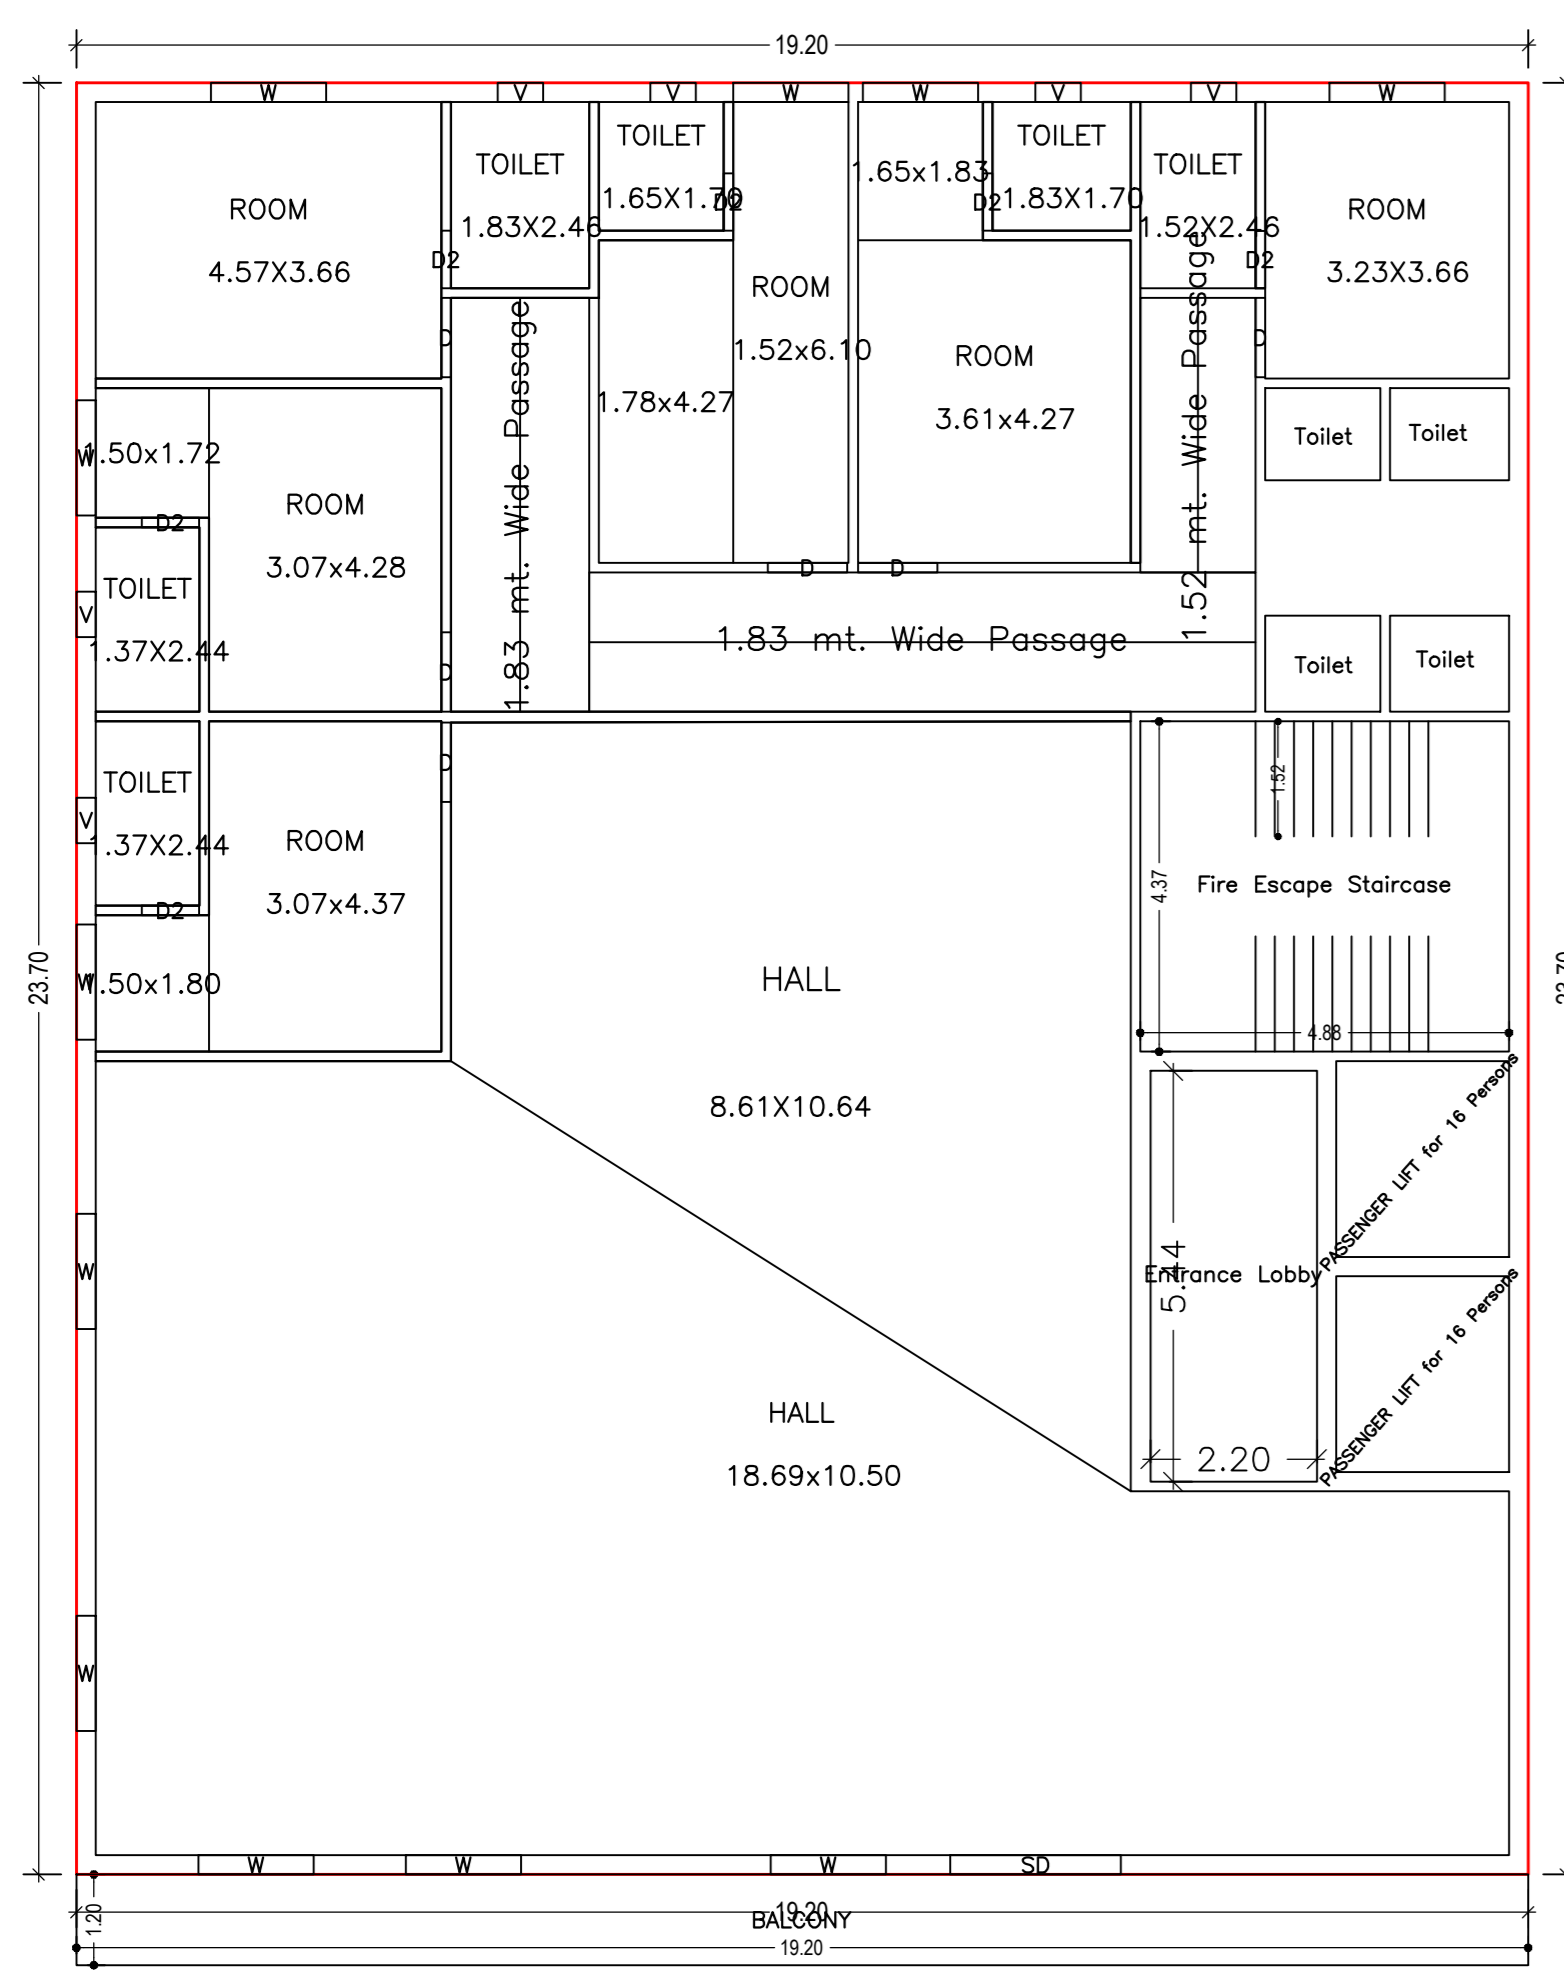 19.20
W
V
V
W
W
V
V
W
TOILET
1.65X1.70
D2
TOILET
1.83X2.46
1.65x1.83
D2
TOILET
1.83X1.70
TOILET
1.52X2.46
ROOM
4.57X3.66
D2
D
ROOM
1.52x6.10
ROOM
3.23X3.66
D2
D
1.78x4.27
ROOM
3.61x4.27
1.83 mt. Wide Passage
1.52 mt. Wide Passage
Toilet
Toilet
W
1.50x1.72
D2
ROOM
3.07x4.28
D
TOILET
1.37X2.44
V
D
D
1.83 mt. Wide Passage
Toilet
Toilet
TOILET
1.37X2.44
V
D2
ROOM
3.07x4.37
D
W
1.50x1.80
1.52
4.37
Fire Escape Staircase
4.88
23.70
23.70
HALL
8.61X10.64
PASSENGER LIFT for 16 Persons
Entrance Lobby
5.44
2.20
PASSENGER LIFT for 16 Persons
W
HALL
18.69x10.50
W
W
W
W
SD
1.20
19.20
BALCONY
19.20